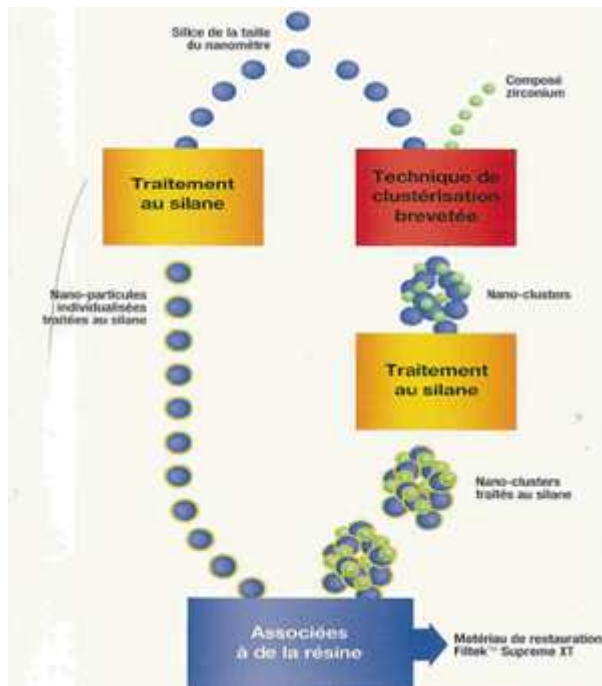 Silice de la taille
du nanomètre
Composé
zirconium
Traitement
au silane
Technique de
clustérisation
brevetée
Nano-particules
individualisées
traitées au silane
Nano-clusters
Traitement
au silane
Nano-clusters
traités au silane
Associées
à de la résine
Matériau de restauration
Filtek™ Supreme XT